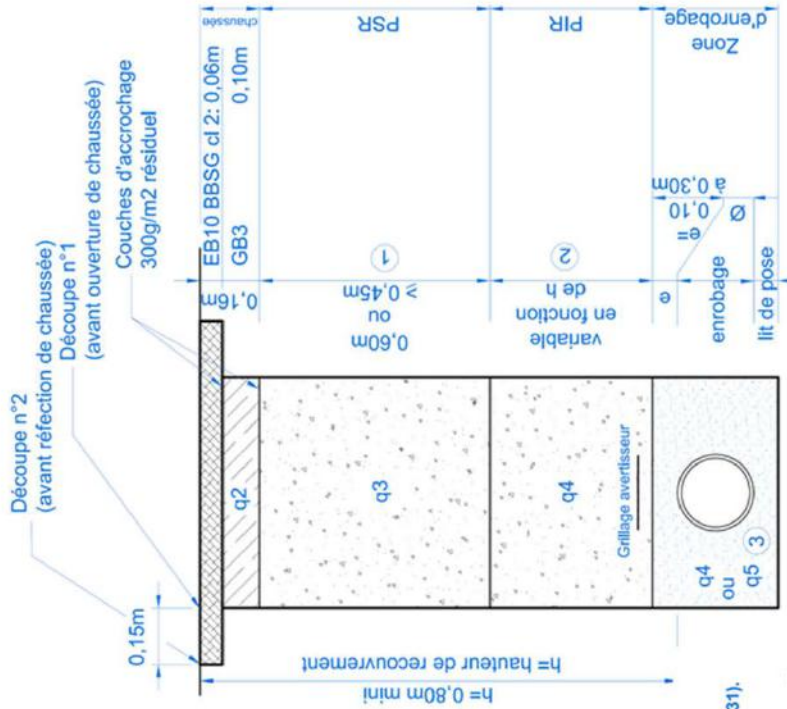 Découpe n°2
(avant réfection de chaussée)
Découpe n°1
(avant ouverture de chaussée)
Couches d'accrochage
300g/m2 résiduel
0,15m
0,16m
EB10 BBSG cl 2: 0,06m
GB3
0,10m
chaussée
q2
q3
0,60m
ou
≥ 0,45m
1
PSR
q4
Grillage avertisseur
variable
en fonction
de h
2
PIR
q4
ou
q5
3
e
enrobage
lit de pose
e=
0,10
à 0,30m
Ø
Zone
d'enrobage
h= 0,80m mini
h= hauteur de recouvrement
31).